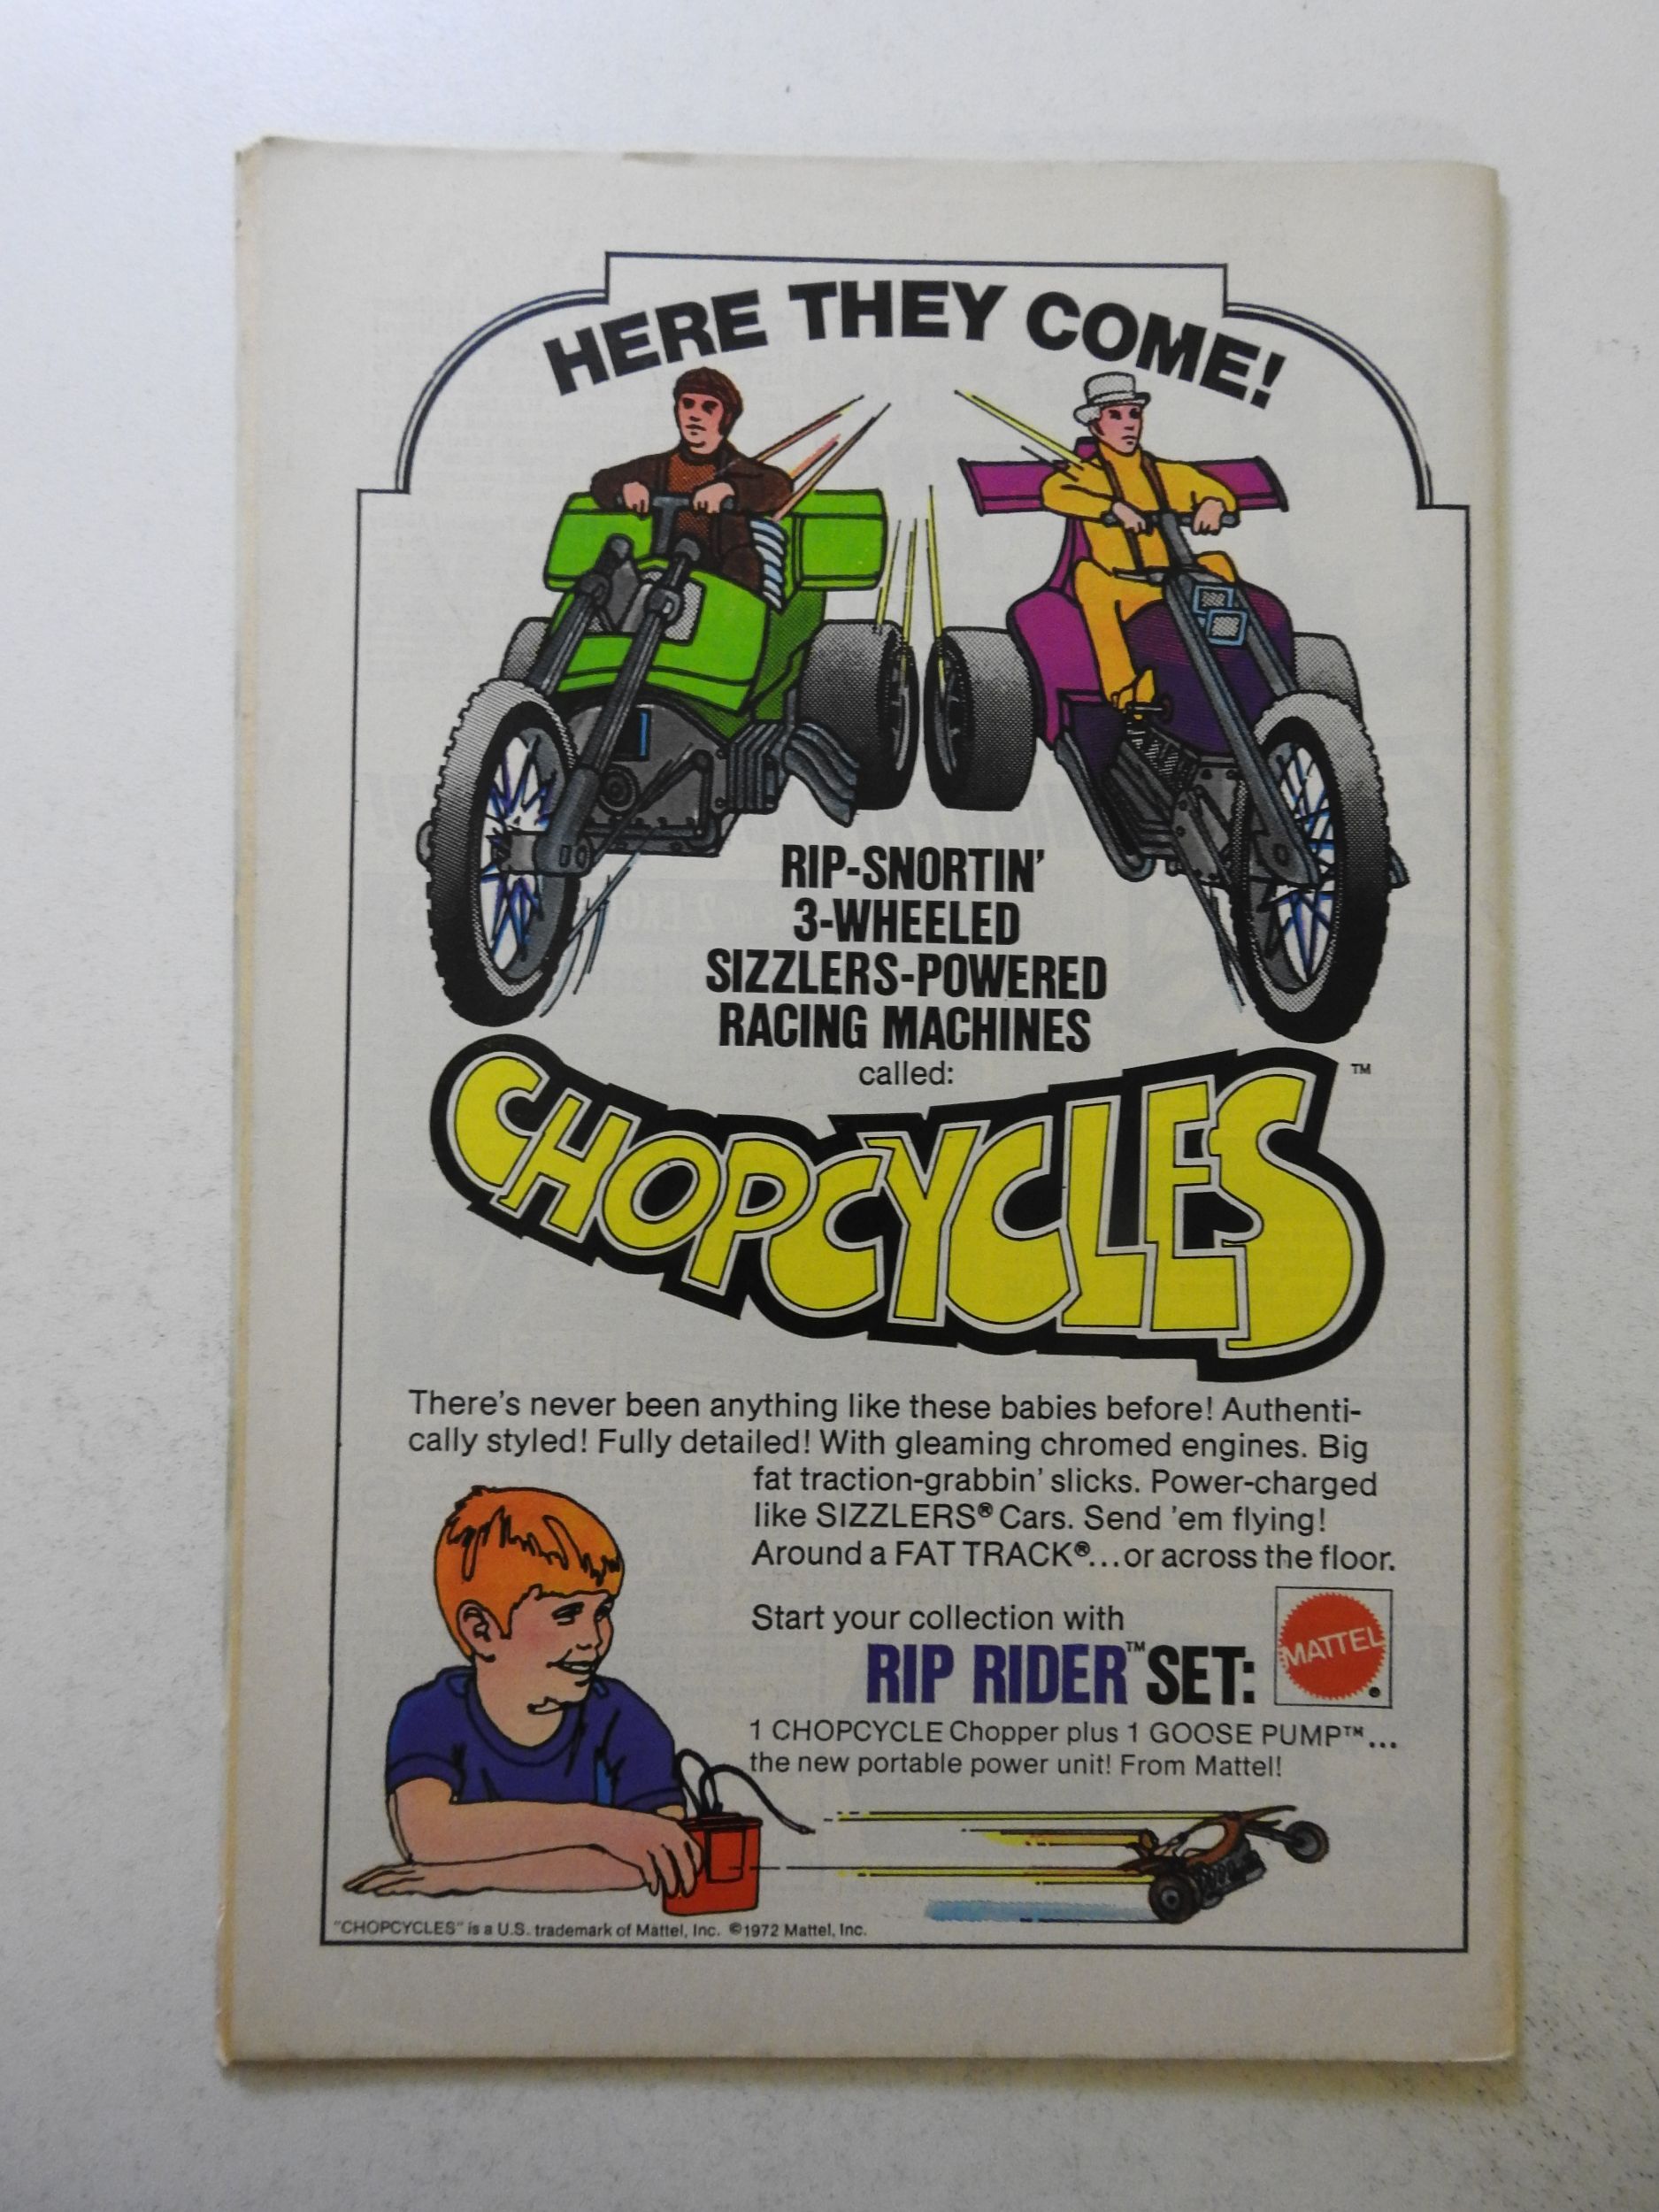 HERE THEY COME!
RIP-SNORTIN'
3-WHEELED
SIZZLERS-POWERED
RACING MACHINES
called:
CHOPCYCLES™
There's never been anything like these babies before! Authenti-
cally styled! Fully detailed! With gleaming chromed engines. Big
fat traction-grabbin' slicks. Power-charged
like SIZZLERS® Cars. Send 'em flying!
Around a FAT TRACK®...or across the floor.
Start your collection with
RIP RIDER™ SET:
MATTEL®
1 CHOPCYCLE Chopper plus 1 GOOSE PUMP™...
the new portable power unit! From Mattel!
"CHOPCYCLES" is a U.S. trademark of Mattel, Inc. ©1972 Mattel, Inc.